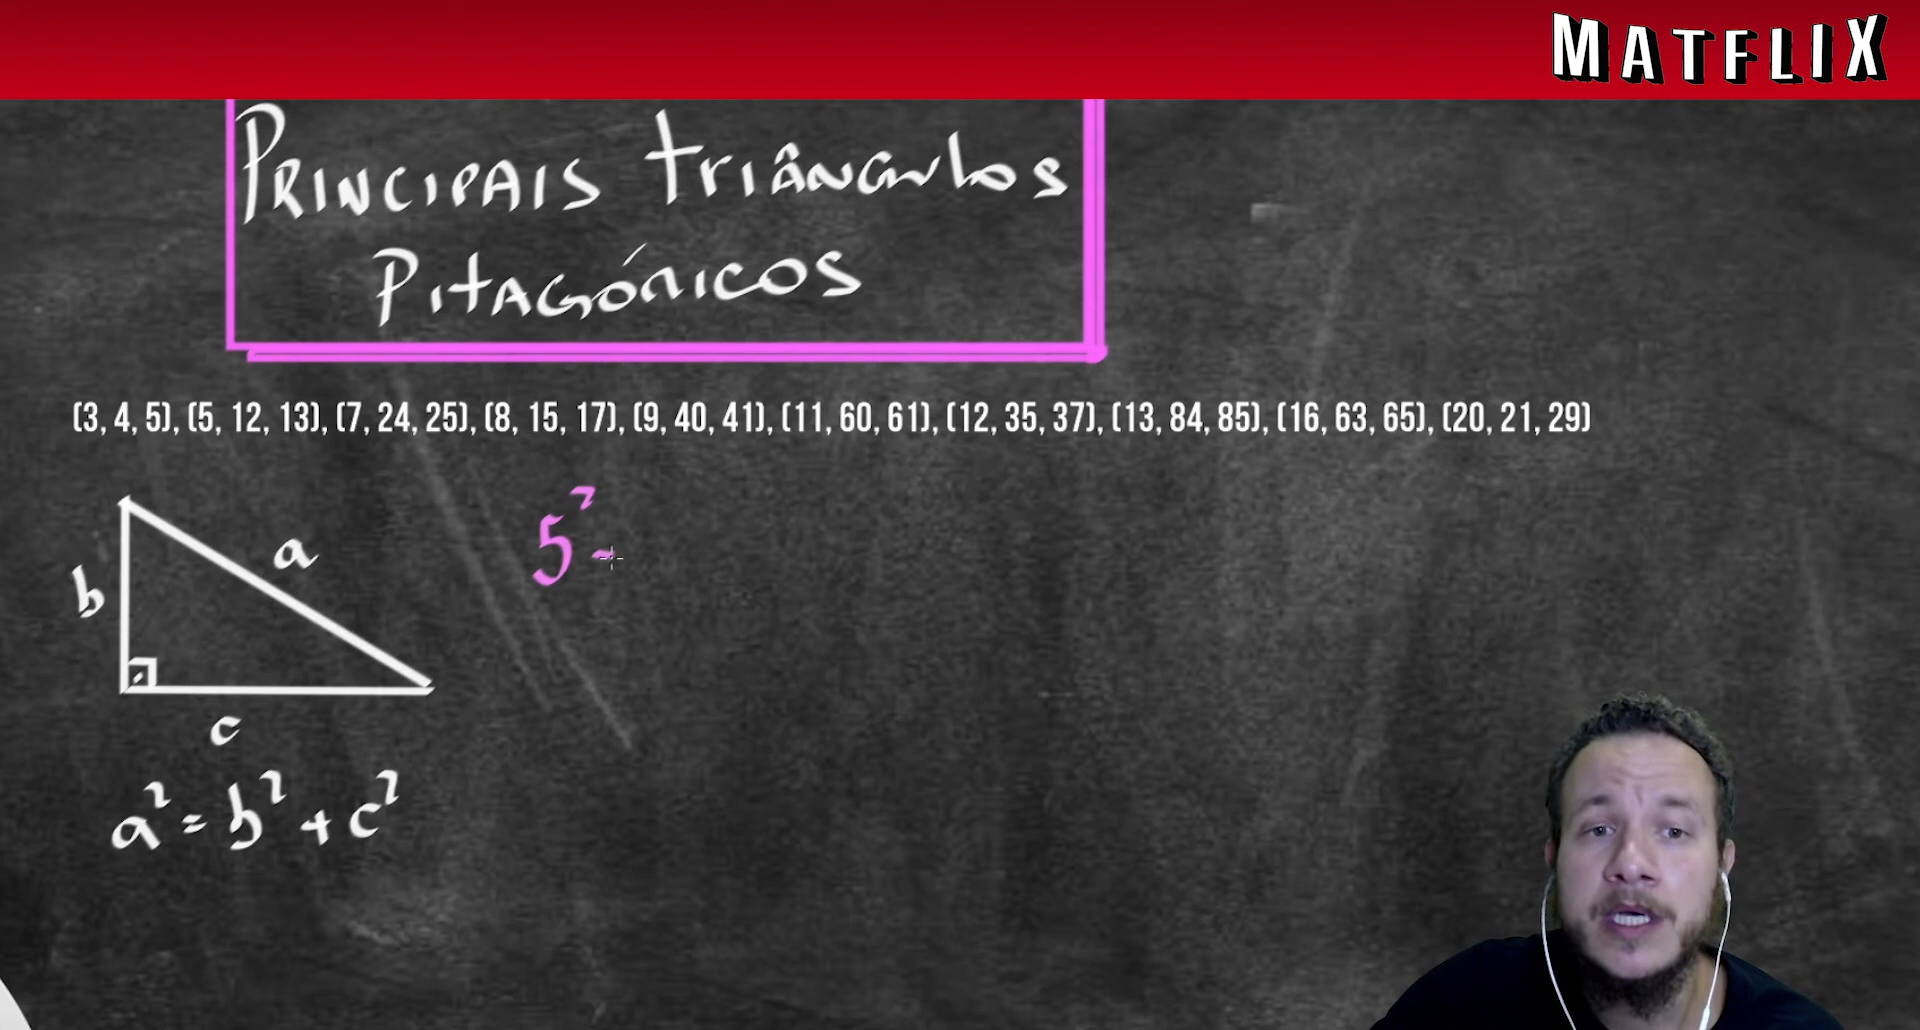 MATFLIX
PRINCIPAIS TRIÂNGULOS
PITAGÓRICOS
(3, 4, 5), (5, 12, 13), (7, 24, 25), (8, 15, 17), (9, 40, 41), (11, 60, 61), (12, 35, 37), (13, 84, 85), (16, 63, 65), (20, 21, 29)
5² -
a
b
c
a² = b² + c²